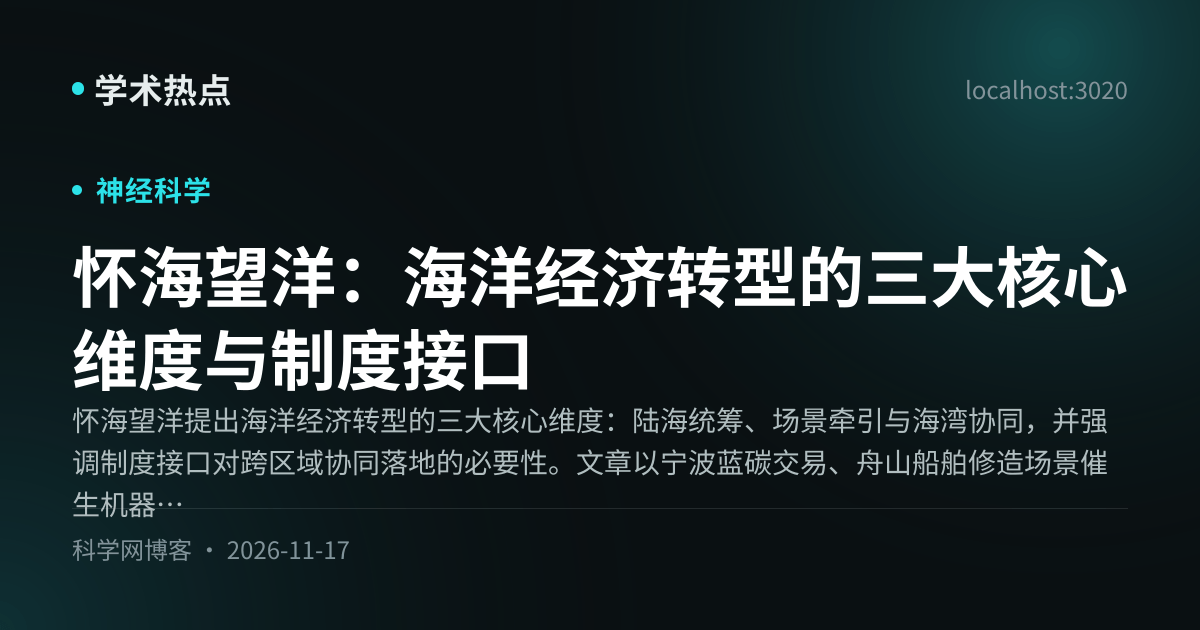 学术热点
localhost:3020
神经科学
怀海望洋：海洋经济转型的三大核心
维度与制度接口
怀海望洋提出海洋经济转型的三大核心维度：陆海统筹、场景牵引与海湾协同，并强
调制度接口对跨区域协同落地的必要性。文章以宁波蓝碳交易、舟山船舶修造场景催
生机器…
科学网博客 • 2026-11-17